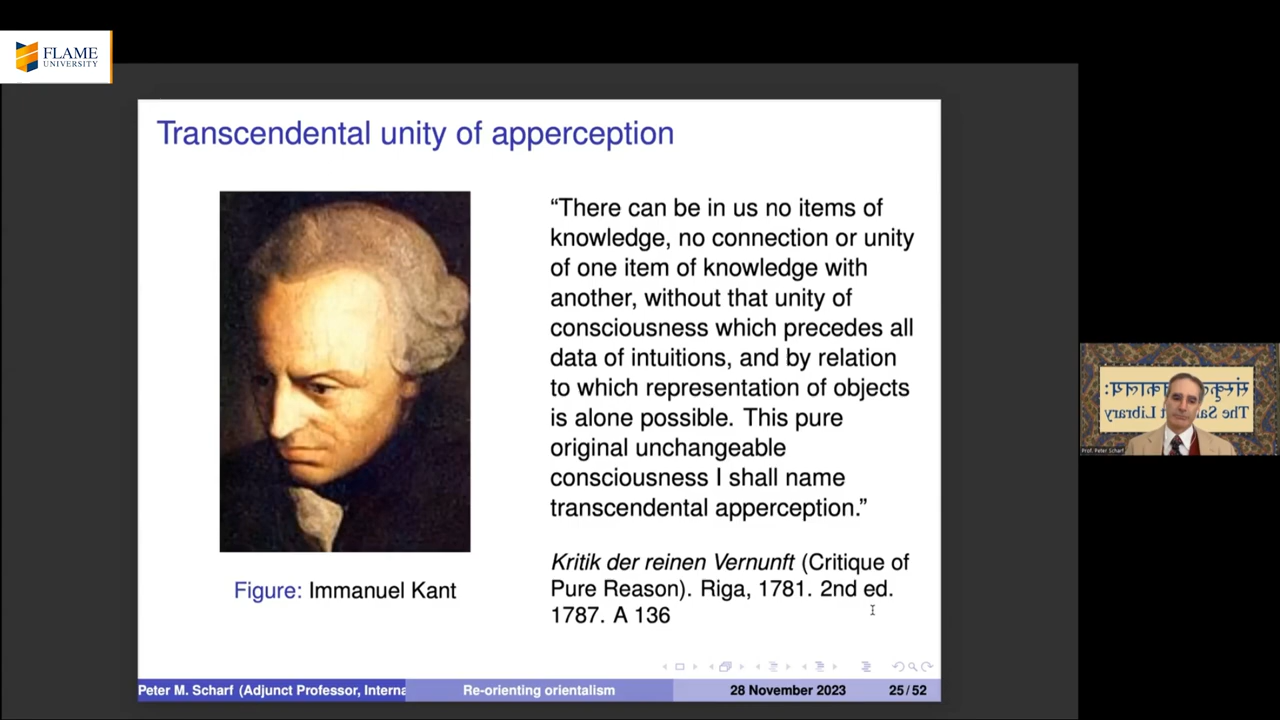 FLAME
UNIVERSITY
Transcendental unity of apperception
“There can be in us no items of
knowledge, no connection or unity
of one item of knowledge with
another, without that unity of
consciousness which precedes all
data of intuitions, and by relation
to which representation of objects
is alone possible. This pure
original unchangeable
consciousness I shall name
transcendental apperception.”
Kritik der reinen Vernunft (Critique of
Pure Reason). Riga, 1781. 2nd ed.
1787. A 136
Figure: Immanuel Kant
Peter M. Scharf (Adjunct Professor, Interna
Re-orienting orientalism
28 November 2023
25 / 52
The Sa t Library
Prof. Peter Scharf